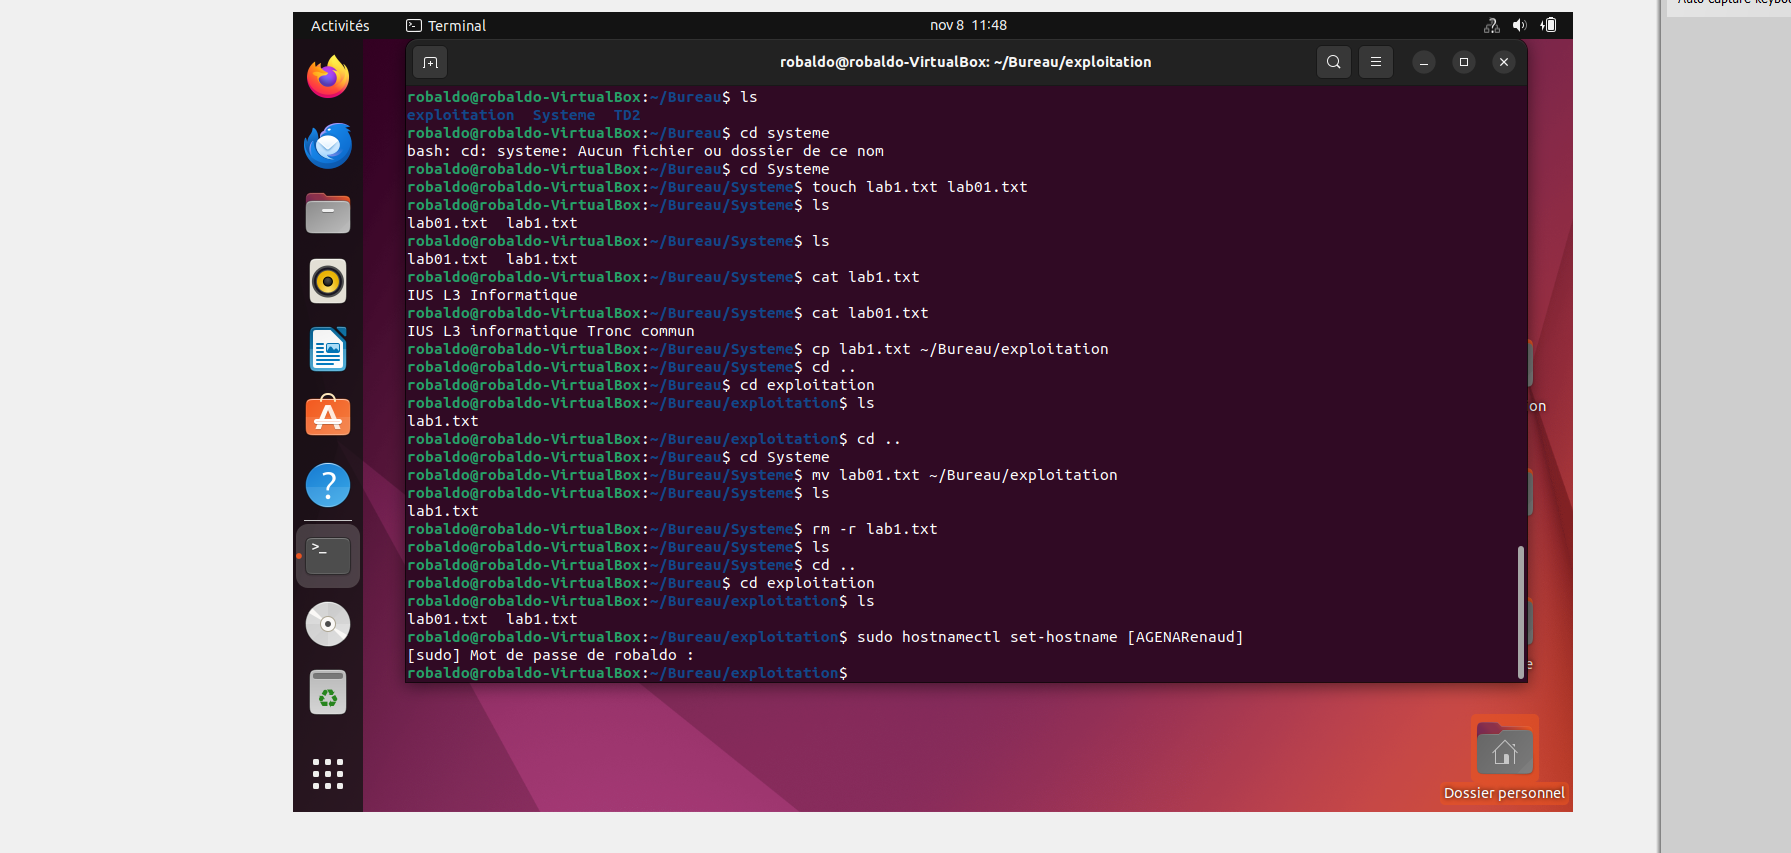 Auto capture keybo
Activités Terminal nov 8 11:48
robaldo@robaldo-VirtualBox: ~/Bureau/exploitation
robaldo@robaldo-VirtualBox:~/Bureau$ ls
exploitation Systeme TD2
robaldo@robaldo-VirtualBox:~/Bureau$ cd systeme
bash: cd: systeme: Aucun fichier ou dossier de ce nom
robaldo@robaldo-VirtualBox:~/Bureau$ cd Systeme
robaldo@robaldo-VirtualBox:~/Bureau/Systeme$ touch lab1.txt lab01.txt
robaldo@robaldo-VirtualBox:~/Bureau/Systeme$ ls
lab01.txt lab1.txt
robaldo@robaldo-VirtualBox:~/Bureau/Systeme$ ls
lab01.txt lab1.txt
robaldo@robaldo-VirtualBox:~/Bureau/Systeme$ cat lab1.txt
IUS L3 Informatique
robaldo@robaldo-VirtualBox:~/Bureau/Systeme$ cat lab01.txt
IUS L3 informatique Tronc commun
robaldo@robaldo-VirtualBox:~/Bureau/Systeme$ cp lab1.txt ~/Bureau/exploitation
robaldo@robaldo-VirtualBox:~/Bureau/Systeme$ cd ..
robaldo@robaldo-VirtualBox:~/Bureau$ cd exploitation
robaldo@robaldo-VirtualBox:~/Bureau/exploitation$ ls
lab1.txt
robaldo@robaldo-VirtualBox:~/Bureau/exploitation$ cd ..
robaldo@robaldo-VirtualBox:~/Bureau$ cd Systeme
robaldo@robaldo-VirtualBox:~/Bureau/Systeme$ mv lab01.txt ~/Bureau/exploitation
robaldo@robaldo-VirtualBox:~/Bureau/Systeme$ ls
lab1.txt
robaldo@robaldo-VirtualBox:~/Bureau/Systeme$ rm -r lab1.txt
robaldo@robaldo-VirtualBox:~/Bureau/Systeme$ ls
robaldo@robaldo-VirtualBox:~/Bureau/Systeme$ cd ..
robaldo@robaldo-VirtualBox:~/Bureau$ cd exploitation
robaldo@robaldo-VirtualBox:~/Bureau/exploitation$ ls
lab01.txt lab1.txt
robaldo@robaldo-VirtualBox:~/Bureau/exploitation$ sudo hostnamectl set-hostname [AGENARenaud]
[sudo] Mot de passe de robaldo :
robaldo@robaldo-VirtualBox:~/Bureau/exploitation$
on
e
Dossier personnel